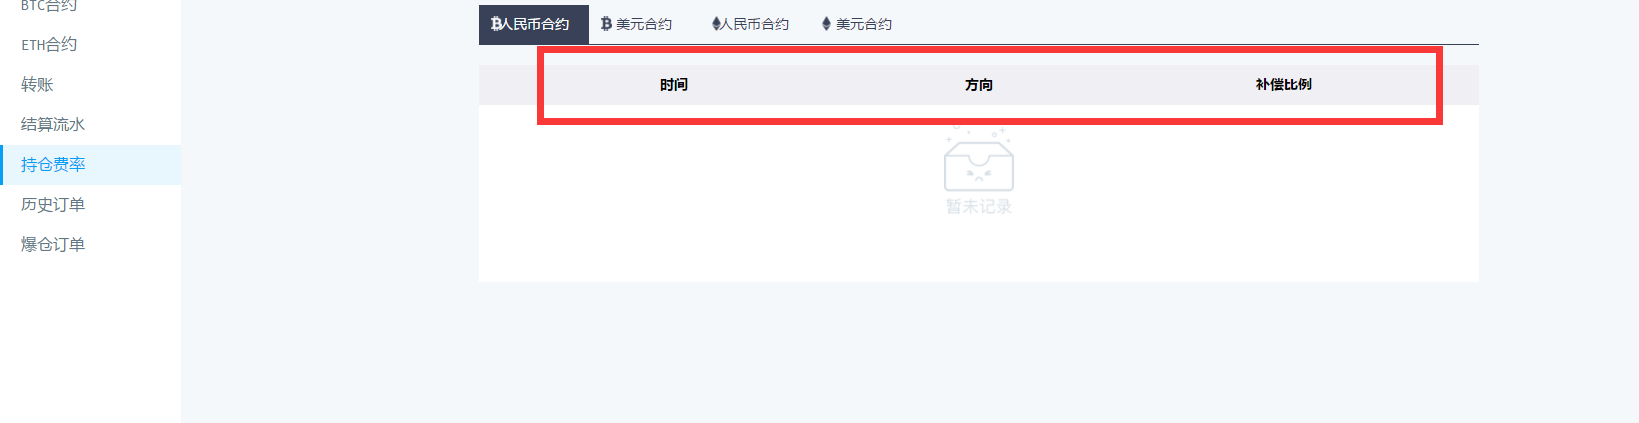 BTC合约
ETH合约
转账
结算流水
持仓费率
历史订单
爆仓订单
人民币合约 美元合约 人民币合约 美元合约
时间 方向 补偿比例
暂未记录